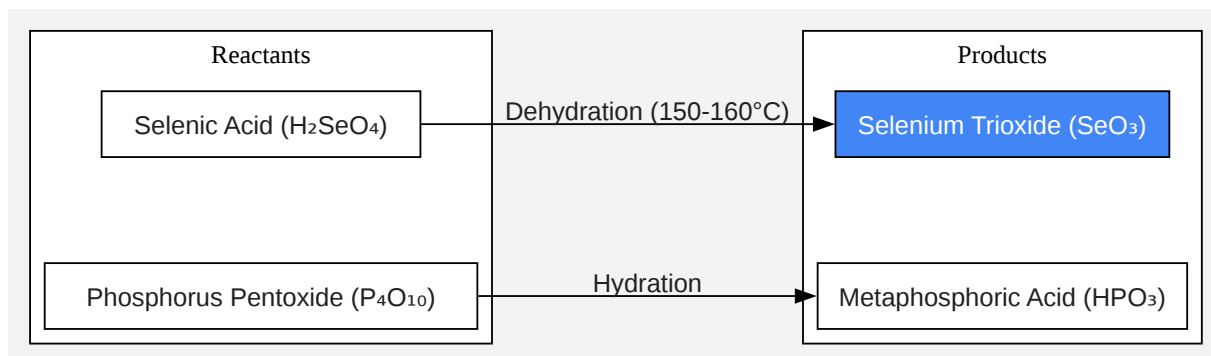 Reactants
Products
Selenic Acid (H₂SeO₄)
Dehydration (150-160°C)
Selenium Trioxide (SeO₃)
Phosphorus Pentoxide (P₄O₁₀)
Hydration
Metaphosphoric Acid (HPO₃)